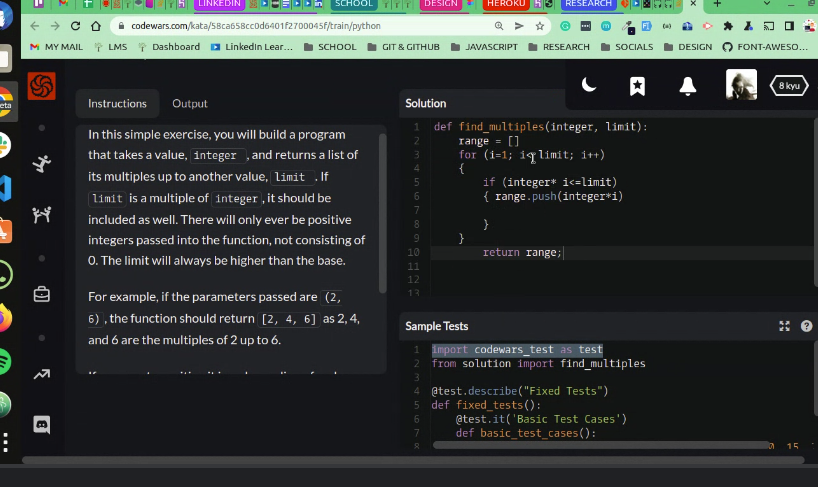 LINKEDIN
SCHOOL
DESIGN
HEROKU
RESEARCH
codewars.com/kata/58ca658cc0d6401f2700045f/train/python
MY MAIL
LMS
Dashboard
LinkedIn Lear…
SCHOOL
GIT & GITHUB
JAVASCRIPT
RESEARCH
SOCIALS
DESIGN
FONT-AWESO…
8 kyu
Instructions
Output
In this simple exercise, you will build a program
that takes a value, integer , and returns a list of
its multiples up to another value, limit . If
limit is a multiple of integer, it should be
included as well. There will only ever be positive
integers passed into the function, not consisting of
0. The limit will always be higher than the base.
For example, if the parameters passed are (2,
6), the function should return [2, 4, 6] as 2, 4,
and 6 are the multiples of 2 up to 6.
Solution
1 def find_multiples(integer, limit):
2 range = []
3 for (i=1; i< limit; i++)
4 {
5 if (integer* i<=limit)
6 { range.push(integer*i)
7
8 }
9 }
10 return range;
11
12
13
Sample Tests
1 import codewars_test as test
2 from solution import find_multiples
3
4 @test.describe("Fixed Tests")
5 def fixed_tests():
6 @test.it('Basic Test Cases')
7 def basic_test_cases():
8